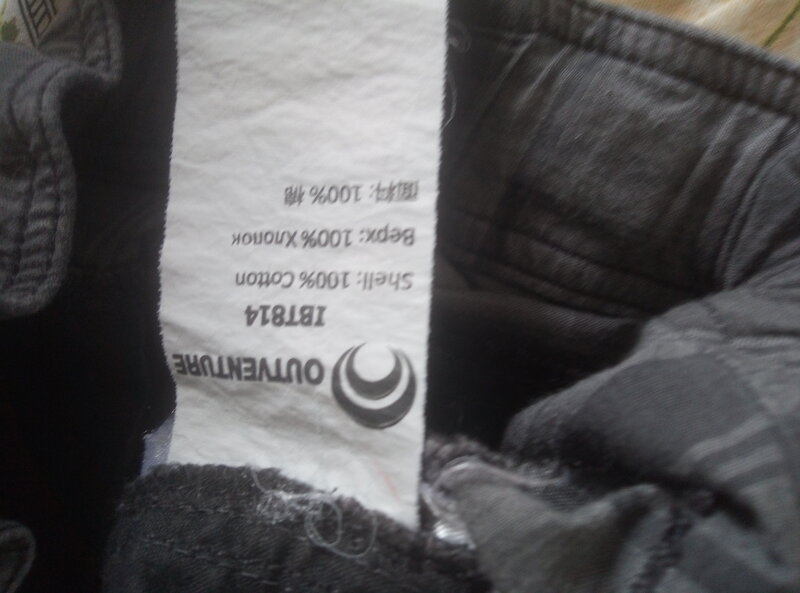 OUTVENTURE
IBT814
Shell: 100% Cotton
Верх: 100% Хлопок
面料: 100% 棉